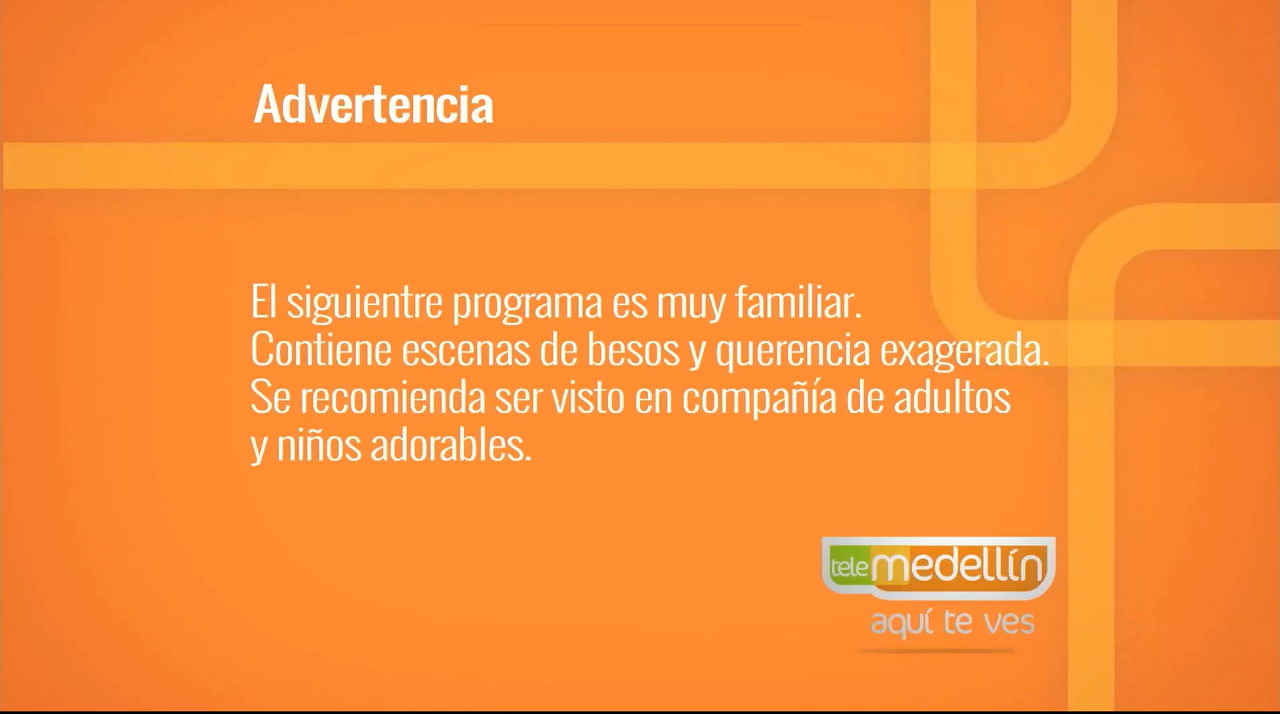 Advertencia
El siguientre programa es muy familiar.
Contiene escenas de besos y querencia exagerada.
Se recomienda ser visto en compañía de adultos
y niños adorables.
tele medellín
aquí te ves